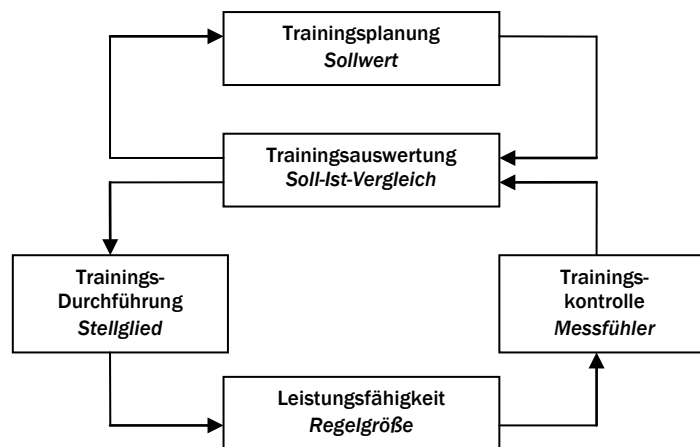 Trainingsplanung
Sollwert
Trainingsauswertung
Soll-Ist-Vergleich
Trainings-
Durchführung
Stellglied
Trainings-
kontrolle
Messfühler
Leistungsfähigkeit
Regelgröße